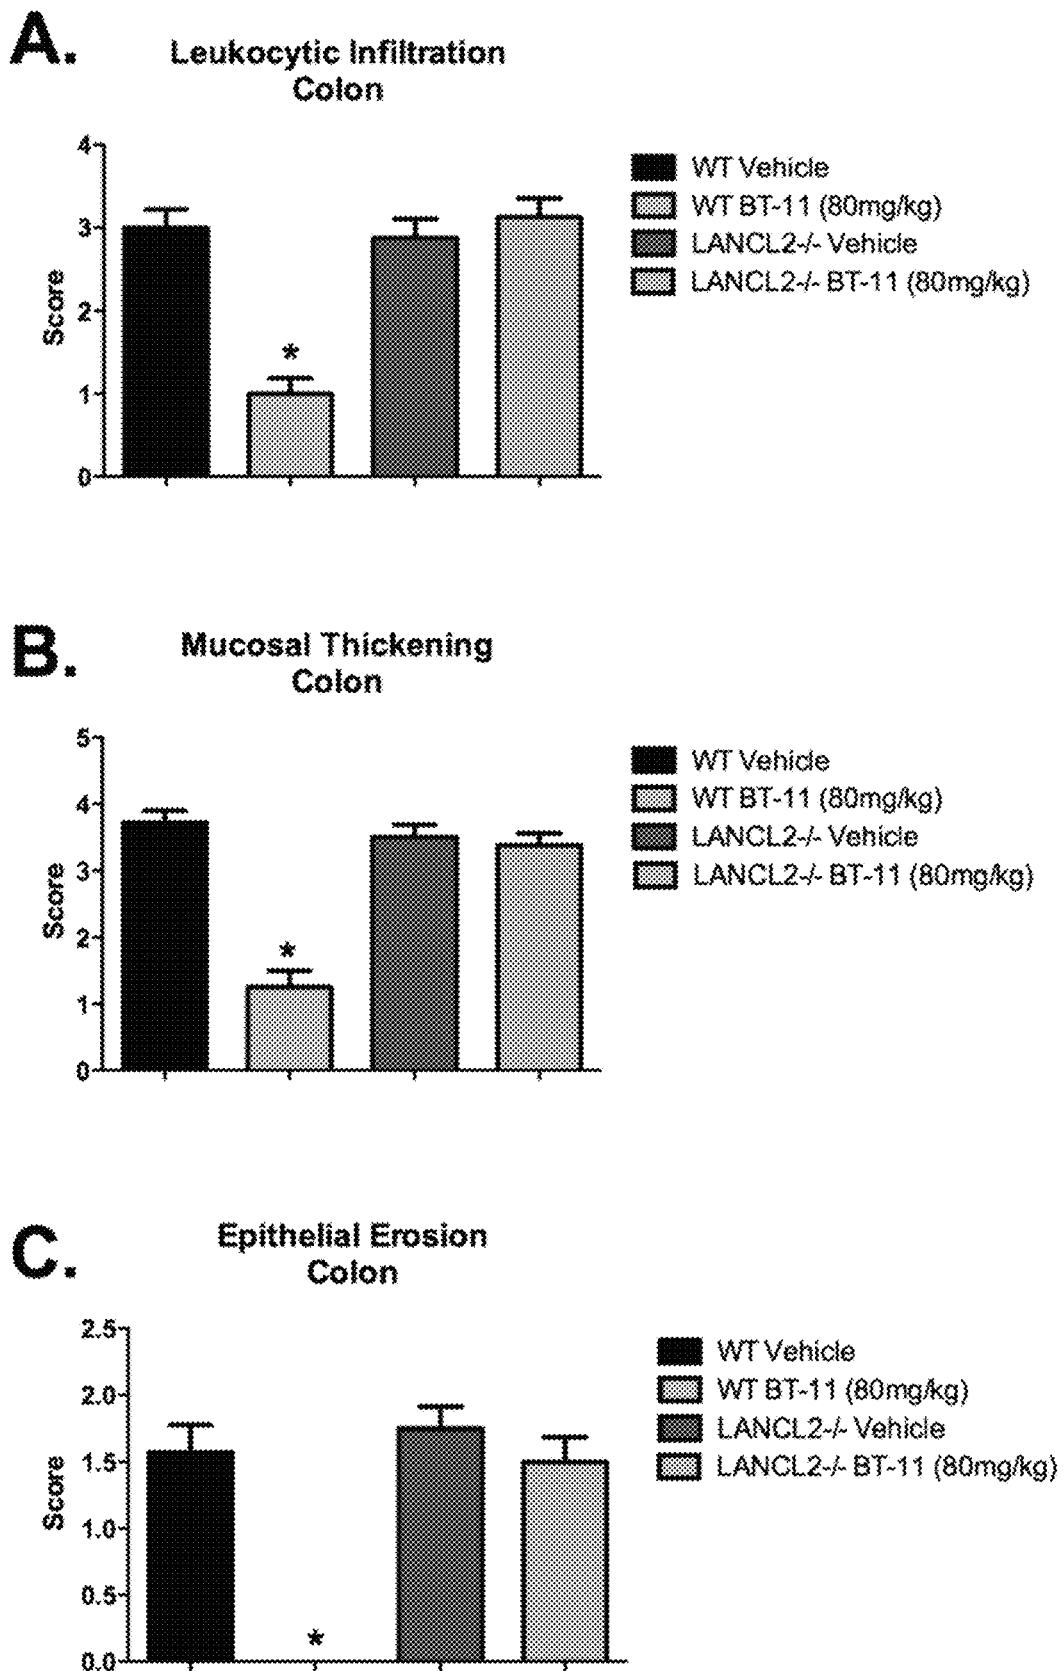 A.
Leukocytic Infiltration
Colon
4
3
2
1
0
Score
*
WT Vehicle
WT BT-11 (80mg/kg)
LANCL2-/- Vehicle
LANCL2-/- BT-11 (80mg/kg)
B.
Mucosal Thickening
Colon
5
4
3
2
1
0
Score
*
WT Vehicle
WT BT-11 (80mg/kg)
LANCL2-/- Vehicle
LANCL2-/- BT-11 (80mg/kg)
C.
Epithelial Erosion
Colon
2.5
2.0
1.5
1.0
0.5
0.0
Score
*
WT Vehicle
WT BT-11 (80mg/kg)
LANCL2-/- Vehicle
LANCL2-/- BT-11 (80mg/kg)